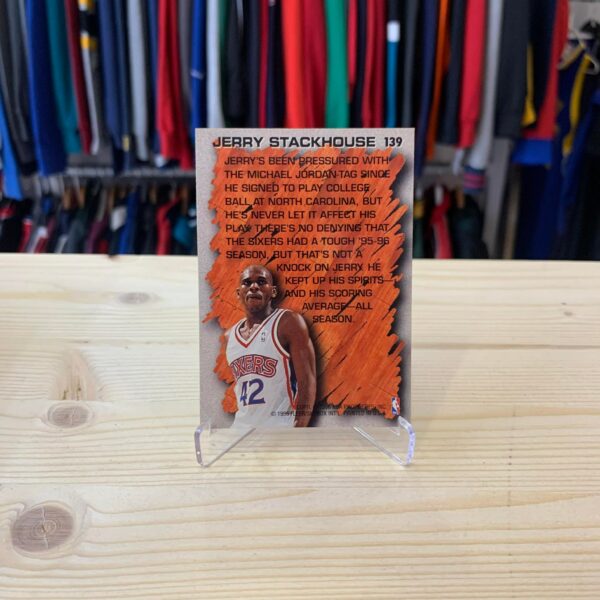 JERRY STACKHOUSE 139
JERRY'S BEEN PRESSURED WITH
THE MICHAEL JORDAN TAG SINCE
HE SIGNED TO PLAY COLLEGE
BALL AT NORTH CAROLINA, BUT
HE'S NEVER LET IT AFFECT HIS
PLAY. THERE'S NO DENYING THAT
THE SIXERS HAD A TOUGH '95-96
SEASON, BUT THAT'S NOT A
KNOCK ON JERRY. HE
KEPT UP HIS SPIRITS—
AND HIS SCORING
AVERAGE—ALL
SEASON.
SIXERS
42